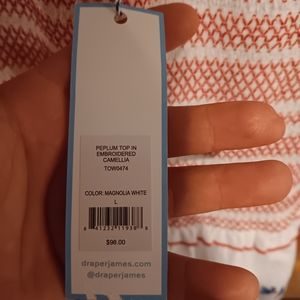 PEPLUM TOP IN
EMBROIDERED
CAMELLIA
TOW0474
COLOR: MAGNOLIA WHITE
L
$98.00
draperjames.com
@draperjames